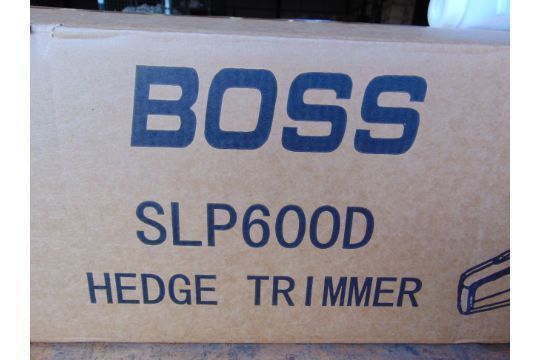 BOSS
SLP600D
HEDGE TRIMMER